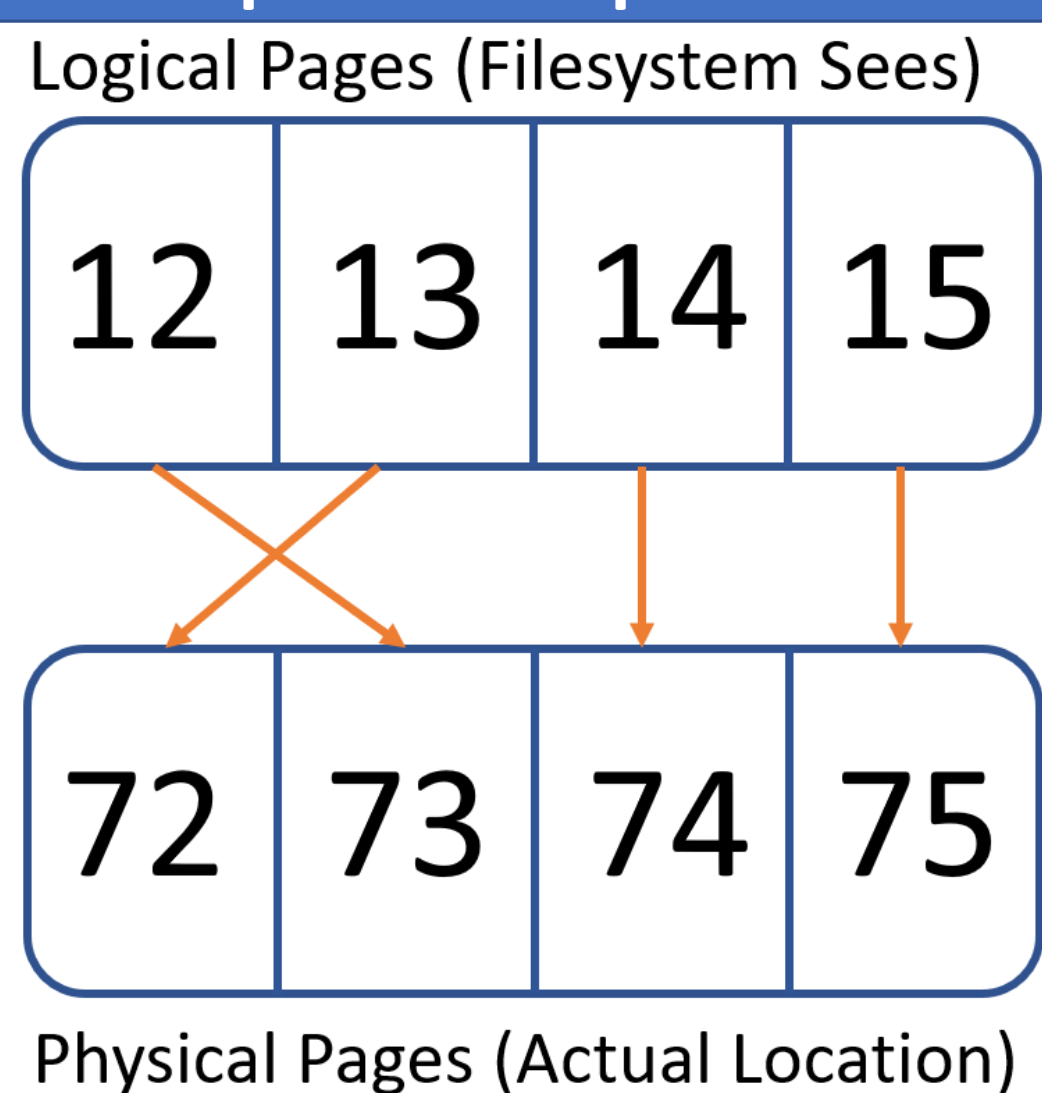 Logical Pages (Filesystem Sees)
12 13 14 15
72 73 74 75
Physical Pages (Actual Location)